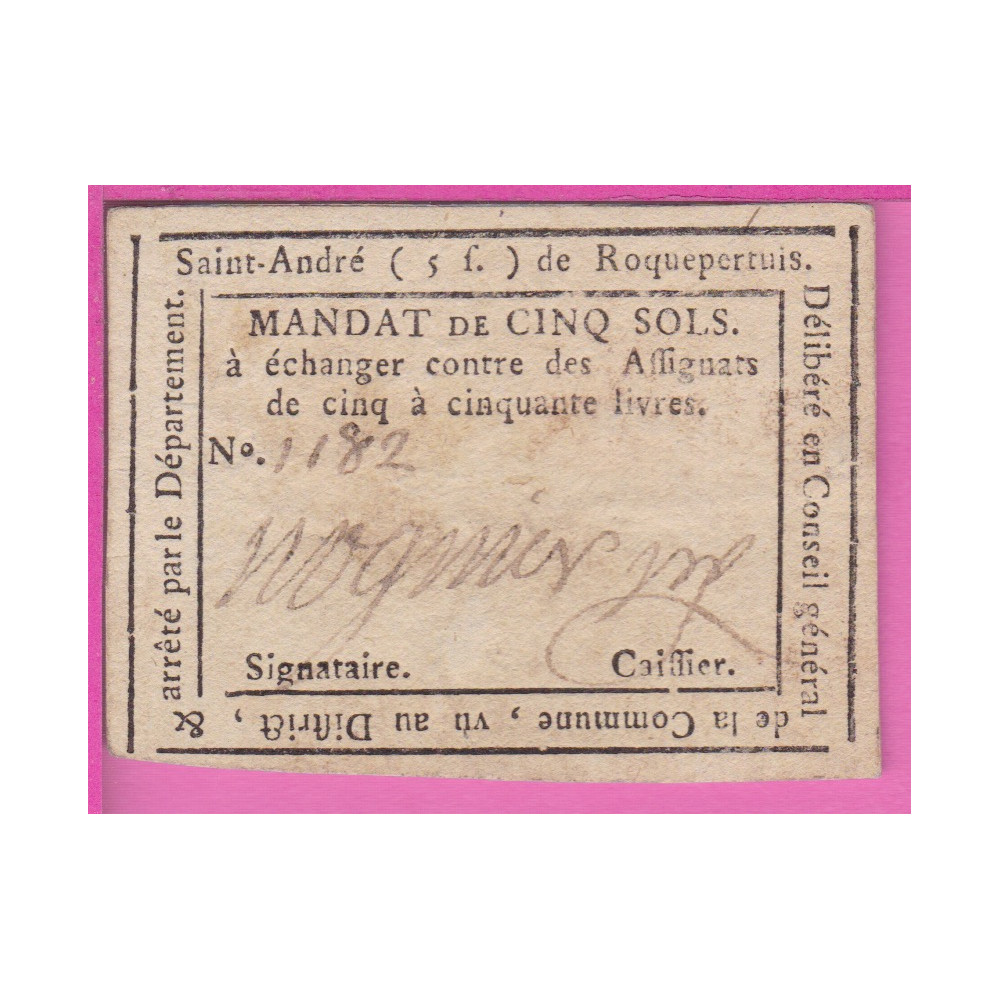 Saint-André ( 5 ſ. ) de Roquepertuis.
Délibéré en Conseil général
de la Commune, vû au Diſtrict,
& arrêté par le Département.
MANDAT DE CINQ SOLS.
à échanger contre des Aſſignats
de cinq à cinquante livres.
No. 1182
Signataire. Caiſſier.